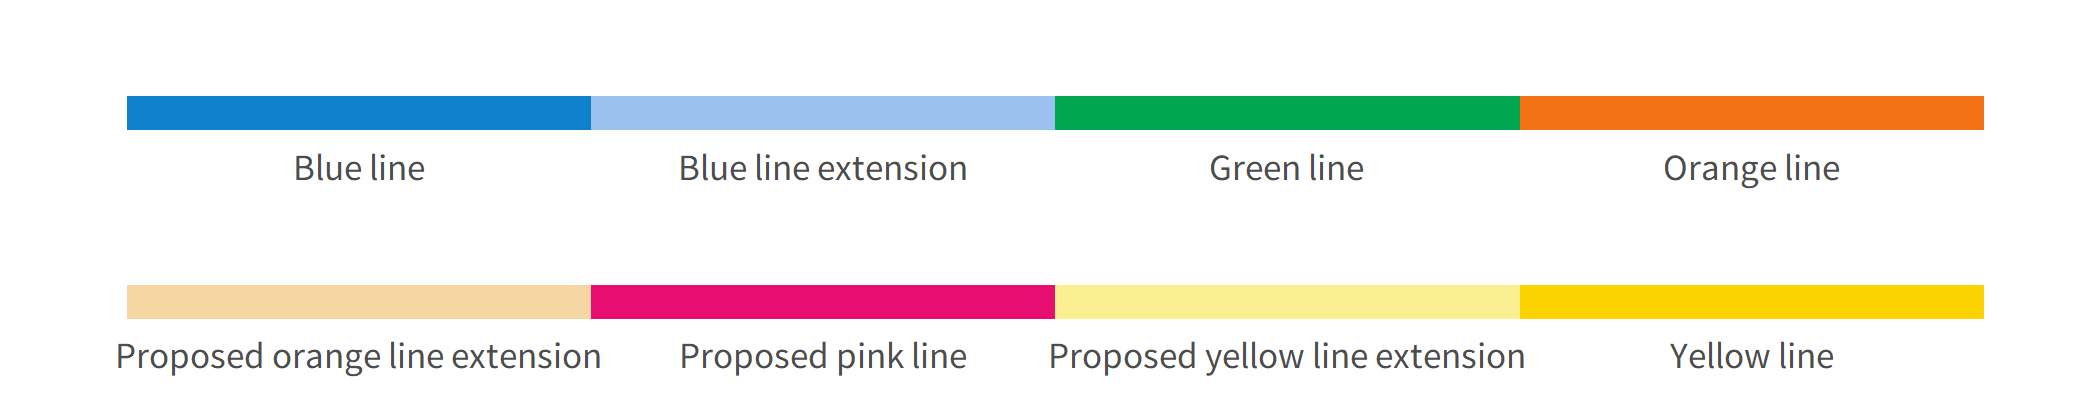 Blue line
Blue line extension
Green line
Orange line
Proposed orange line extension
Proposed pink line
Proposed yellow line extension
Yellow line